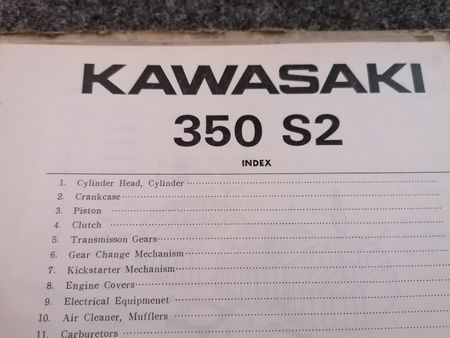 KAWASAKI
350 S2
INDEX
1. Cylinder Head, Cylinder
2. Crankcase
3. Piston
4. Clutch
5. Transmisson Gears
6. Gear Change Mechanism
7. Kickstarter Mechanism
8. Engine Covers
9. Electrical Equipmenet
10. Air Cleaner, Mufflers
11. Carburetors